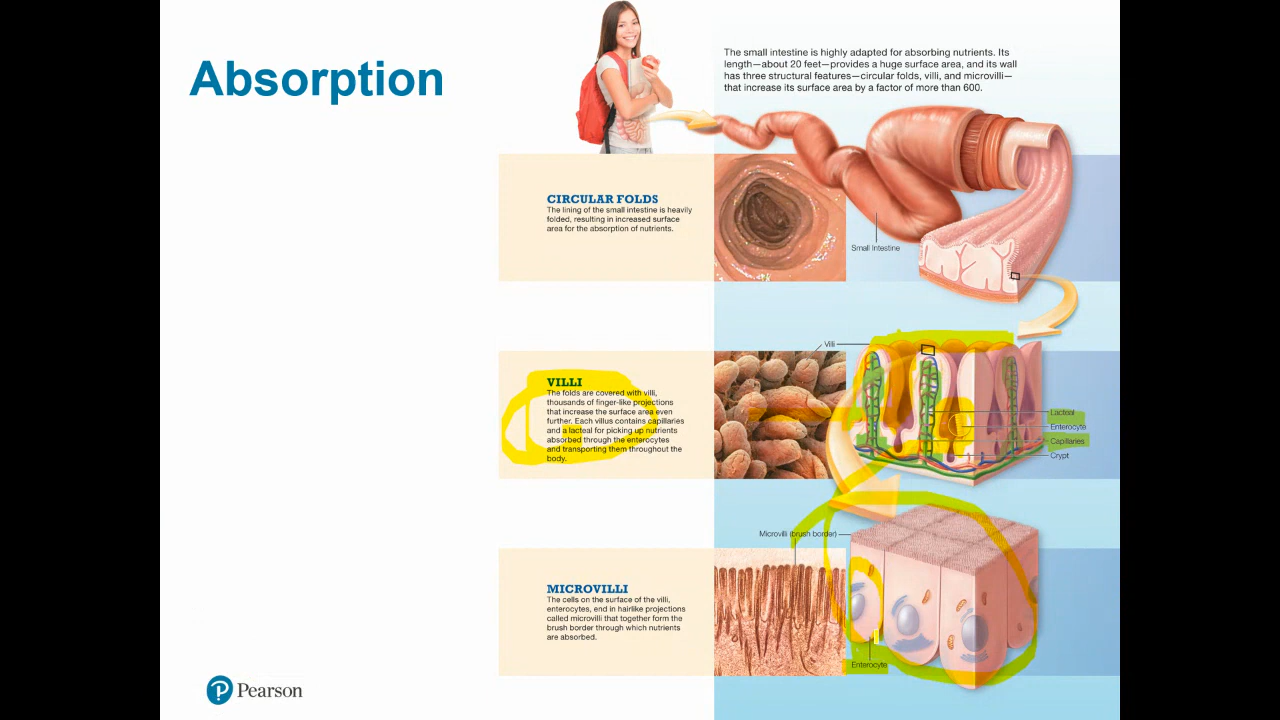 Absorption
The small intestine is highly adapted for absorbing nutrients. Its
length—about 20 feet—provides a huge surface area, and its wall
has three structural features—circular folds, villi, and microvilli—
that increase its surface area by a factor of more than 600.
CIRCULAR FOLDS
The lining of the small intestine is heavily
folded, resulting in increased surface
area for the absorption of nutrients.
Small Intestine
Villi
VILLI
The folds are covered with villi,
thousands of finger-like projections
that increase the surface area even
further. Each villus contains capillaries
and a lacteal for picking up nutrients
absorbed through the enterocytes
and transporting them throughout the
body.
Lacteal
Enterocyte
Capillaries
Crypt
Microvilli (brush border)
MICROVILLI
The cells on the surface of the villi,
enterocytes, end in hairlike projections
called microvilli that together form the
brush border through which nutrients
are absorbed.
Enterocyte
P Pearson